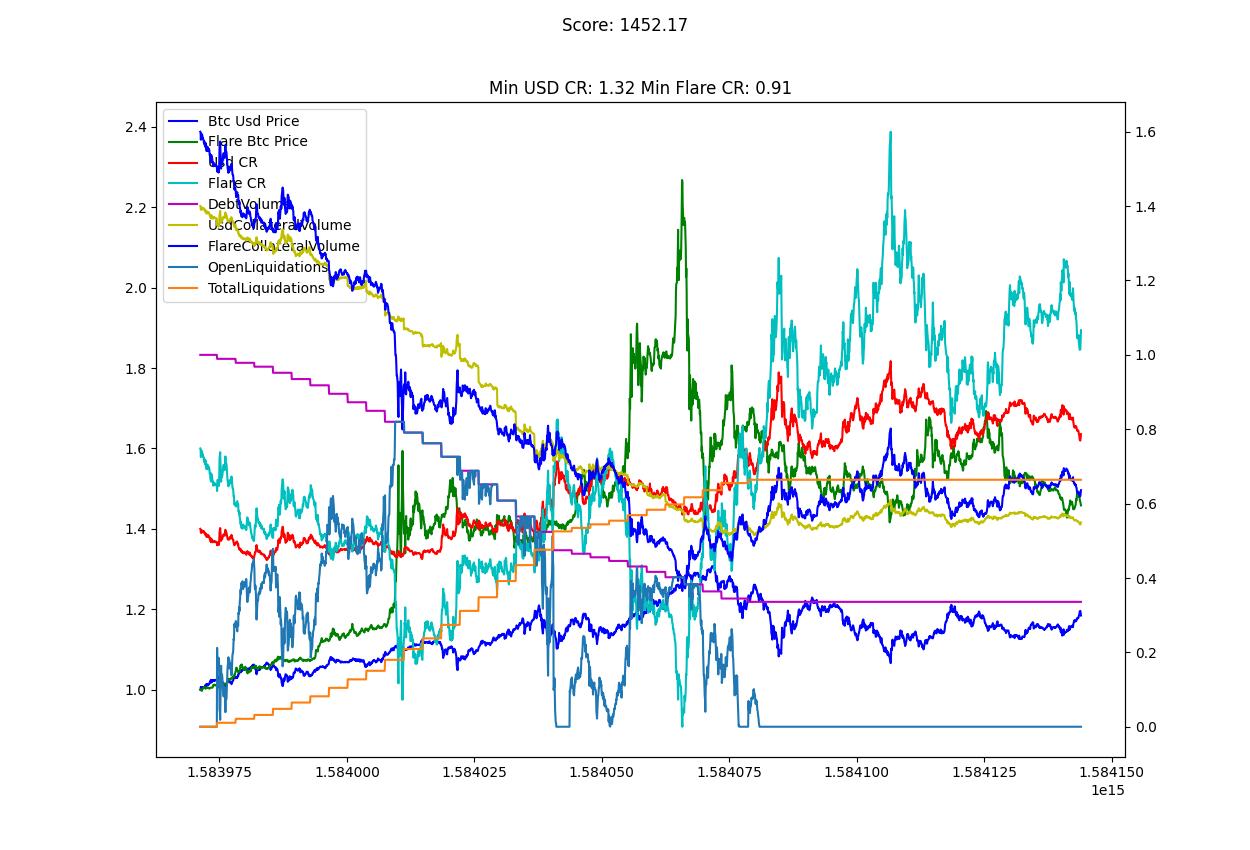 Score: 1452.17
Min USD CR: 1.32 Min Flare CR: 0.91
Btc Usd Price
Flare Btc Price
Usd CR
Flare CR
DebtVolume
UsdCollateralVolume
FlareCollateralVolume
OpenLiquidations
TotalLiquidations
2.4
2.2
2.0
1.8
1.6
1.4
1.2
1.0
1.6
1.4
1.2
1.0
0.8
0.6
0.4
0.2
0.0
1.583975 1.584000 1.584025 1.584050 1.584075 1.584100 1.584125 1.584150
1e15